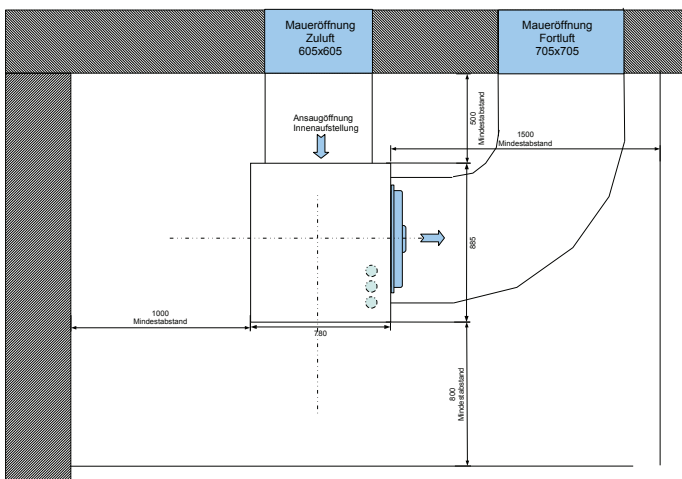 Maueröffnung
Zuluft
605x605
Maueröffnung
Fortluft
705x705
Ansaugöffnung
Innenaufstellung
500
Mindestabstand
1500
Mindestabstand
885
1000
Mindestabstand
780
800
Mindestabstand